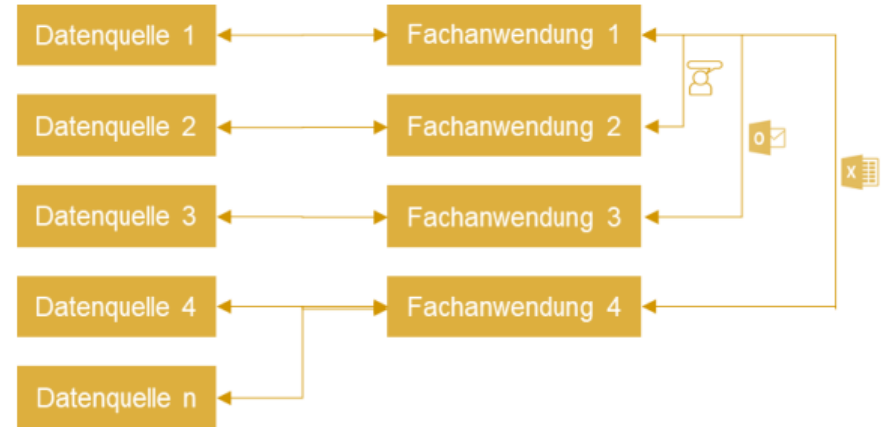 Datenquelle 1
Fachanwendung 1
Datenquelle 2
Fachanwendung 2
O
X
Datenquelle 3
Fachanwendung 3
Datenquelle 4
Fachanwendung 4
Datenquelle n